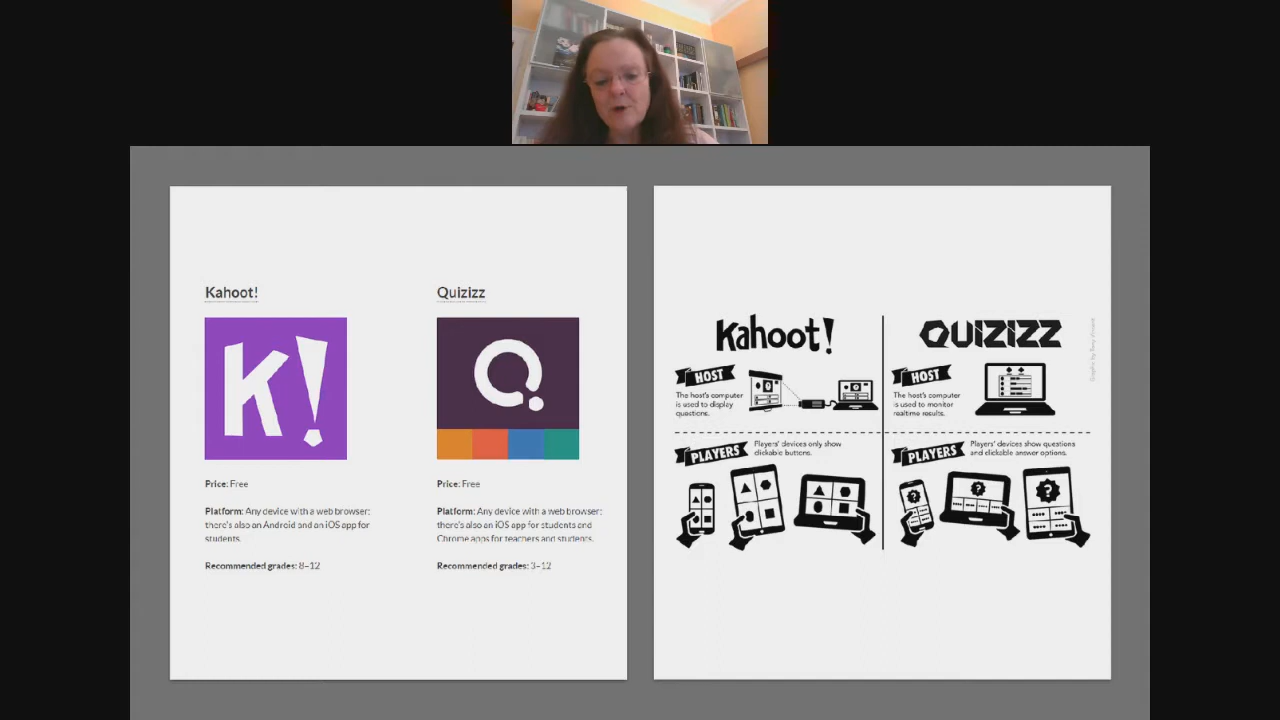 Kahoot!
Quizizz
K!
Price: Free
Platform: Any device with a web browser:
there's also an Android and an iOS app for
students.
Recommended grades: 8–12
Price: Free
Platform: Any device with a web browser:
there's also an iOS app for students and
Chrome apps for teachers and students.
Recommended grades: 3–12
Kahoot!
HOST
The host's computer
is used to display
questions.
PLAYERS
Players' devices only show
clickable buttons.
QUIZIZZ
HOST
The host's computer
is used to monitor
realtime results.
PLAYERS
Players' devices show questions
and clickable answer options.